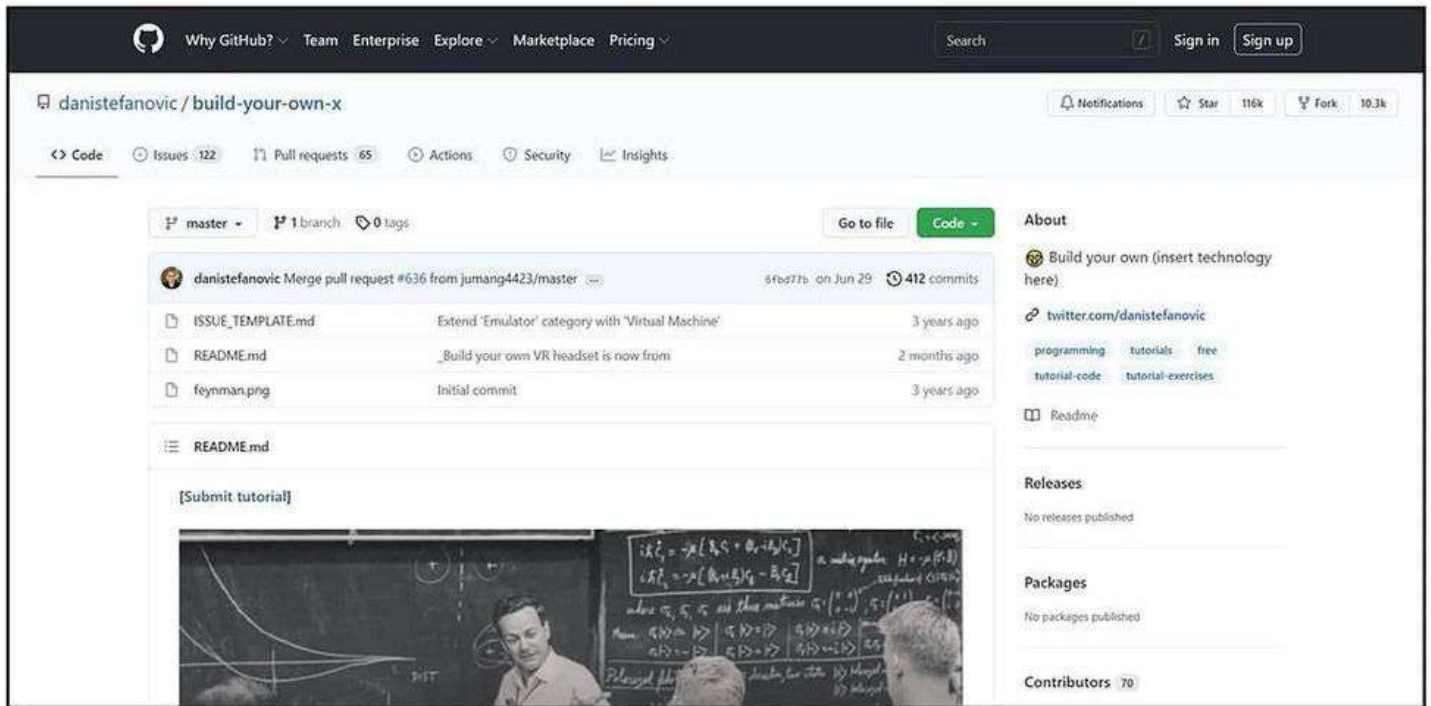 Why GitHub? Team Enterprise Explore Marketplace Pricing Search / Sign in Sign up
danistefanovic / build-your-own-x Notifications Star 116k Fork 10.3k
<> Code Issues 122 Pull requests 65 Actions Security Insights
master 1 branch 0 tags Go to file Code
danistefanovic Merge pull request #636 from jumang4423/master ... 6fbd77b on Jun 29 412 commits
ISSUE_TEMPLATE.md Extend 'Emulator' category with 'Virtual Machine' 3 years ago
README.md _Build your own VR headset is now from 2 months ago
feynman.png Initial commit 3 years ago
README.md
[Submit tutorial]
DIST
where
are thus matrices
About
Build your own (insert technology
here)
twitter.com/danistefanovic
programming tutorials free
tutorial-code tutorial-exercises
Readme
Releases
No releases published
Packages
No packages published
Contributors 70